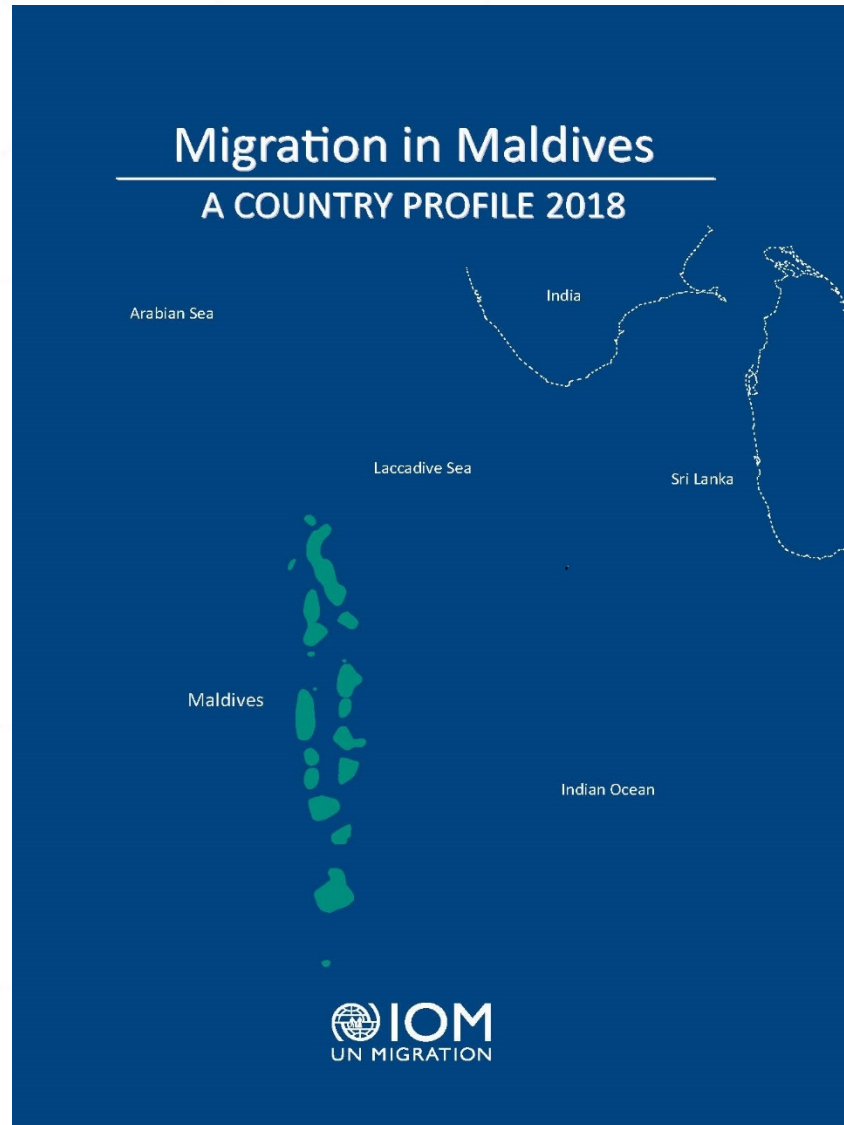 Migration in Maldives
A COUNTRY PROFILE 2018
India
Arabian Sea
Laccadive Sea
Sri Lanka
Maldives
Indian Ocean
IOM
UN MIGRATION